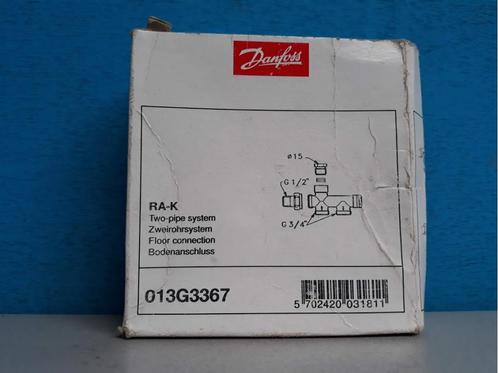 Danfoss
ø15
G 1/2"
G 3/4"
RA-K
Two-pipe system
Zweirohrsystem
Floor connection
Bodenanschluss
013G3367
5 702420 031811